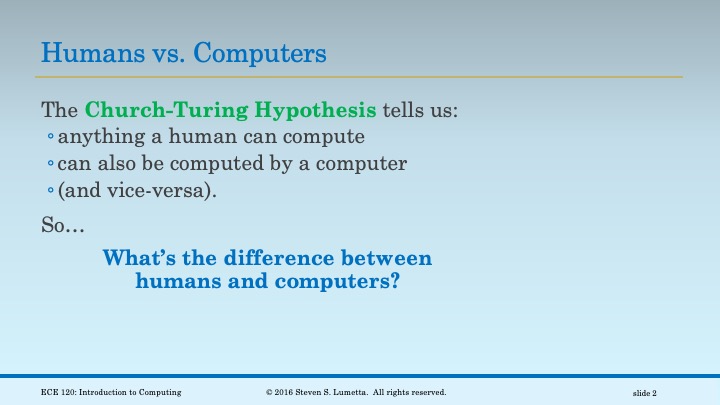 Humans vs. Computers
The Church-Turing Hypothesis tells us:
◦anything a human can compute
◦can also be computed by a computer
◦(and vice-versa).
So…
What’s the difference between
humans and computers?
ECE 120: Introduction to Computing © 2016 Steven S. Lumetta. All rights reserved. slide 2